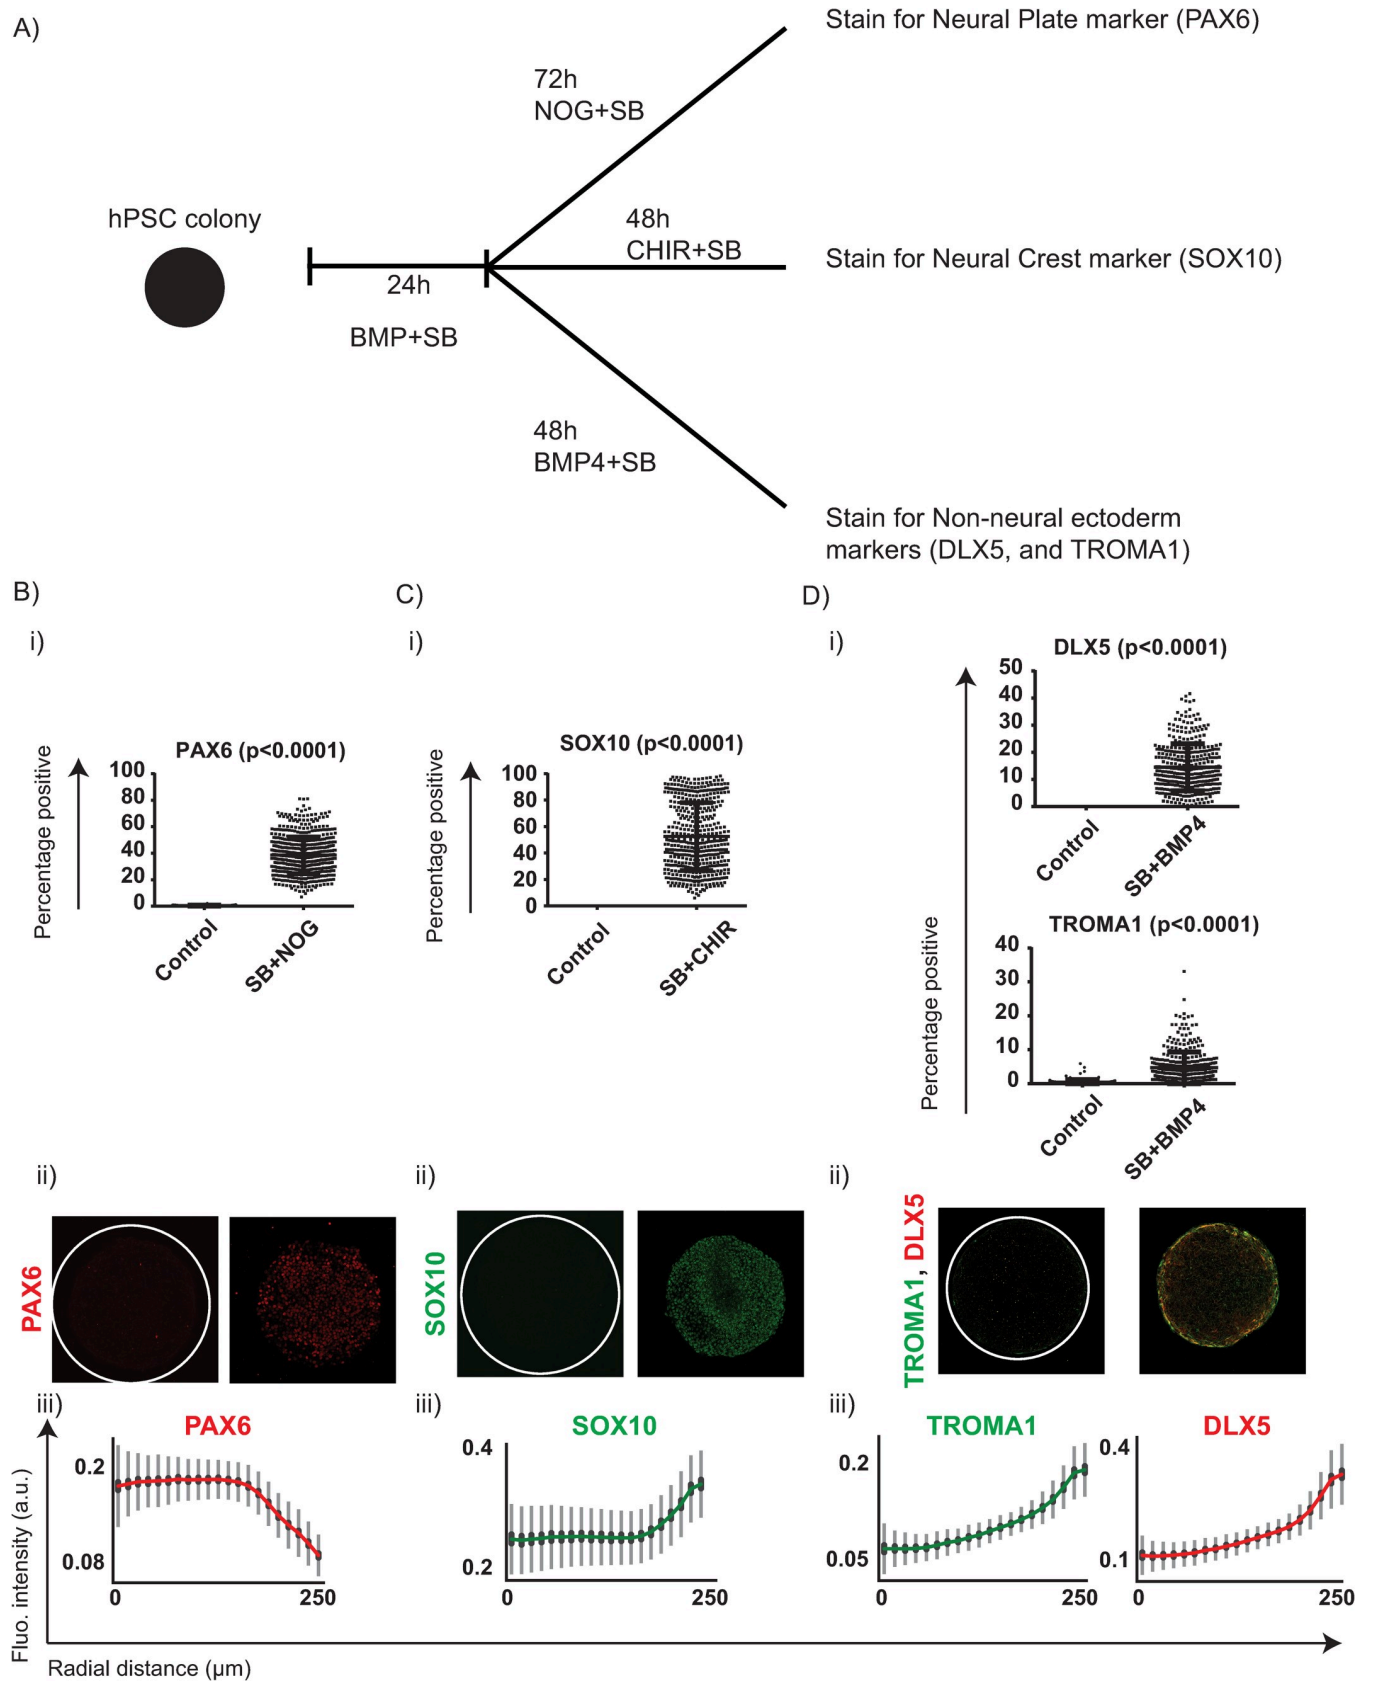 A)
Stain for Neural Plate marker (PAX6)
72h
NOG+SB
hPSC colony
48h
CHIR+SB
Stain for Neural Crest marker (SOX10)
24h
BMP+SB
48h
BMP4+SB
Stain for Non-neural ectoderm
markers (DLX5, and TROMA1)
B)
i)
PAX6 (p<0.0001)
Percentage positive
100
80
60
40
20
0
Control
SB+NOG
C)
i)
SOX10 (p<0.0001)
Percentage positive
100
80
60
40
20
0
Control
SB+CHIR
D)
i)
DLX5 (p<0.0001)
50
40
30
20
10
0
Control
SB+BMP4
Percentage positive
TROMA1 (p<0.0001)
40
30
20
10
0
Control
SB+BMP4
ii)
PAX6
ii)
SOX10
ii)
TROMA1, DLX5
iii)
PAX6
Fluo. intensity (a.u.)
0.2
0.08
0
250
iii)
SOX10
0.4
0.2
0
250
iii)
TROMA1
0.2
0.05
0
250
DLX5
0.4
0.1
0
250
Radial distance (µm)